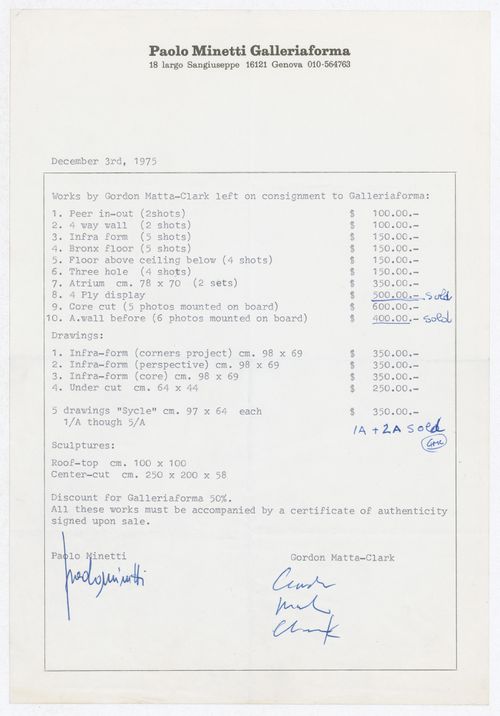 Paolo Minetti Galleriaforma
18 largo Sangiuseppe 16121 Genova 010-564763
December 3rd, 1975
Works by Gordon Matta-Clark left on consignment to Galleriaforma:
1. Peer in-out (2shots) $ 100.00.-
2. 4 way wall (2 shots) $ 100.00.-
3. Infra form (5 shots) $ 150.00.-
4. Bronx floor (5 shots) $ 150.00.-
5. Floor above ceiling below (4 shots) $ 150.00.-
6. Three hole (4 shots) $ 150.00.-
7. Atrium cm. 78 x 70 (2 sets) $ 350.00.-
8. 4 Ply display $ 500.00.- sold
9. Core cut (5 photos mounted on board) $ 600.00.-
10. A.wall before (6 photos mounted on board) $ 400.00.- sold
Drawings:
1. Infra-form (corners project) cm. 98 x 69 $ 350.00.-
2. Infra-form (perspective) cm. 98 x 69 $ 350.00.-
3. Infra-form (core) cm. 98 x 69 $ 350.00.-
4. Under cut cm. 64 x 44 $ 250.00.-
5 drawings "Sycle" cm. 97 x 64 each $ 350.00.-
1/A though 5/A
1A + 2A sold
Sculptures:
Roof-top cm. 100 x 100
Center-cut cm. 250 x 200 x 58
Discount for Galleriaforma 50%.
All these works must be accompanied by a certificate of authenticity
signed upon sale.
Paolo Minetti Gordon Matta-Clark
paolo minetti
Gordon
Matta
Clark